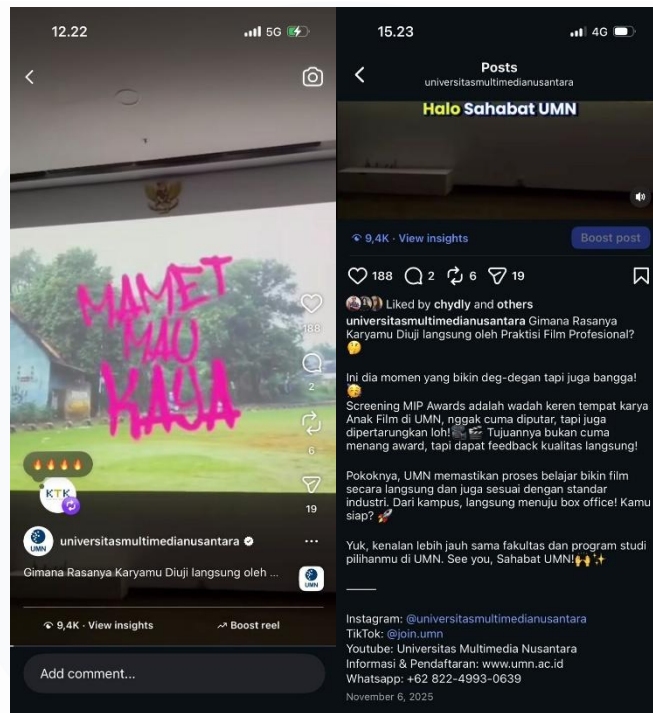 12.22
5G
MAMET
MAU
KAYA
188
2
6
🔥🔥🔥🔥
KTK
19
UMN
universitasmultimedianusantara
...
Gimana Rasanya Karyamu Diuji langsung oleh ...
UMN
9,4K · View insights
Boost reel
Add comment...
15.23
4G
Posts
universitasmultimedianusantara
Halo Sahabat UMN
9,4K · View insights
Boost post
188 2 6 19
Liked by chydly and others
universitasmultimedianusantara Gimana Rasanya
Karyamu Diuji langsung oleh Praktisi Film Profesional?
🤔
Ini dia momen yang bikin deg-degan tapi juga bangga!
🥳
Screening MIP Awards adalah wadah keren tempat karya
Anak Film di UMN, nggak cuma diputar, tapi juga
dipertarungkan loh!🎥🎬 Tujuannya bukan cuma
menang award, tapi dapat feedback kualitas langsung!
Pokoknya, UMN memastikan proses belajar bikin film
secara langsung dan juga sesuai dengan standar
industri. Dari kampus, langsung menuju box office! Kamu
siap? 🚀
Yuk, kenalan lebih jauh sama fakultas dan program studi
pilihanmu di UMN. See you, Sahabat UMN!🙌✨
———
Instagram: @universitasmultimedianusantara
TikTok: @join.umn
Youtube: Universitas Multimedia Nusantara
Informasi & Pendaftaran: www.umn.ac.id
Whatsapp: +62 822-4993-0639
November 6, 2025